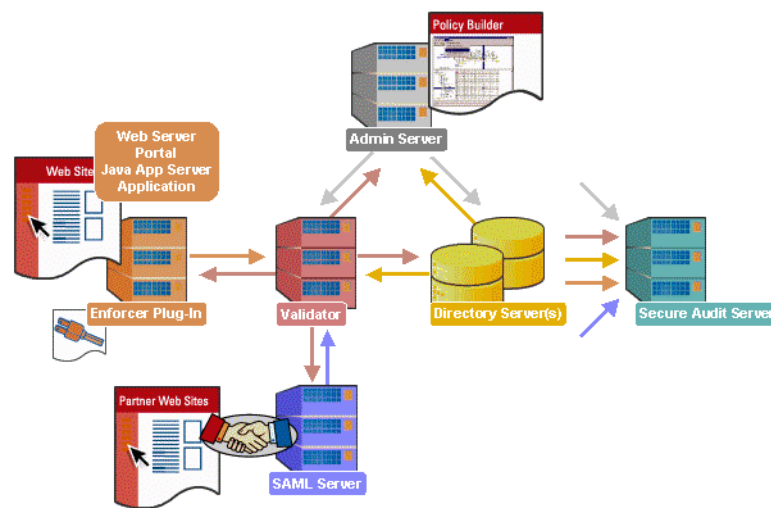 Policy Builder
Admin Server
Web Server
Portal
Java App Server
Application
Web Sites
Enforcer Plug-In
Validator
Directory Server(s)
Secure Audit Server
Partner Web Sites
SAML Server